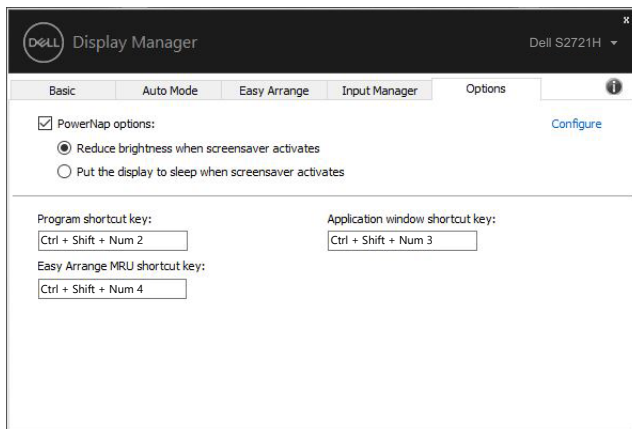 x
DELL Display Manager
Dell S2721H
Basic Auto Mode Easy Arrange Input Manager Options
PowerNap options:
Configure
Reduce brightness when screensaver activates
Put the display to sleep when screensaver activates
Program shortcut key:
Application window shortcut key:
Ctrl + Shift + Num 2
Ctrl + Shift + Num 3
Easy Arrange MRU shortcut key:
Ctrl + Shift + Num 4